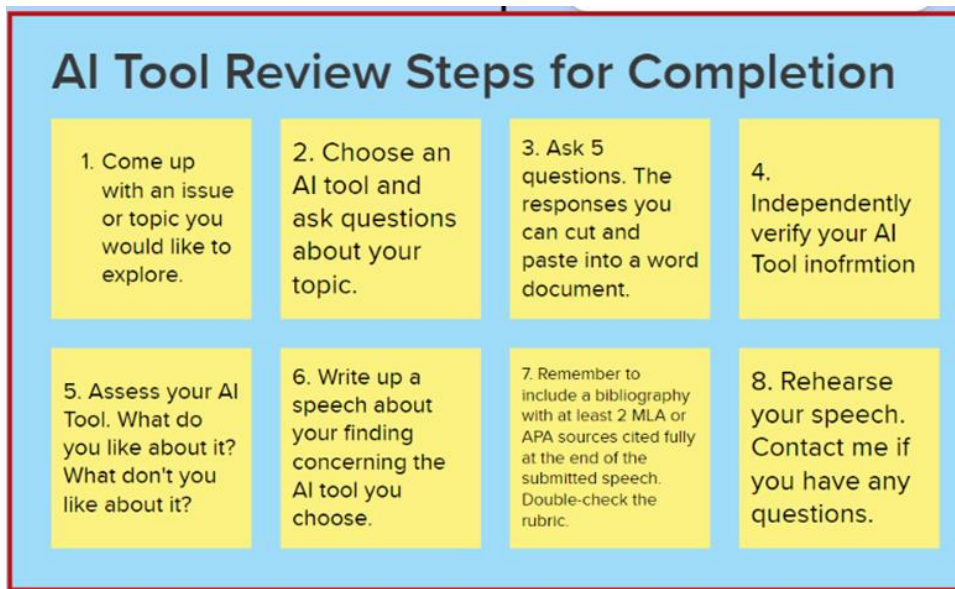 AI Tool Review Steps for Completion
1. Come up
with an issue
or topic you
would like to
explore.
2. Choose an
AI tool and
ask questions
about your
topic.
3. Ask 5
questions. The
responses you
can cut and
paste into a word
document.
4.
Independently
verify your AI
Tool inofrmtion
5. Assess your AI
Tool. What do
you like about it?
What don't you
like about it?
6. Write up a
speech about
your finding
concerning the
AI tool you
choose.
7. Remember to
include a bibliography
with at least 2 MLA or
APA sources cited fully
at the end of the
submitted speech.
Double-check the
rubric.
8. Rehearse
your speech.
Contact me if
you have any
questions.